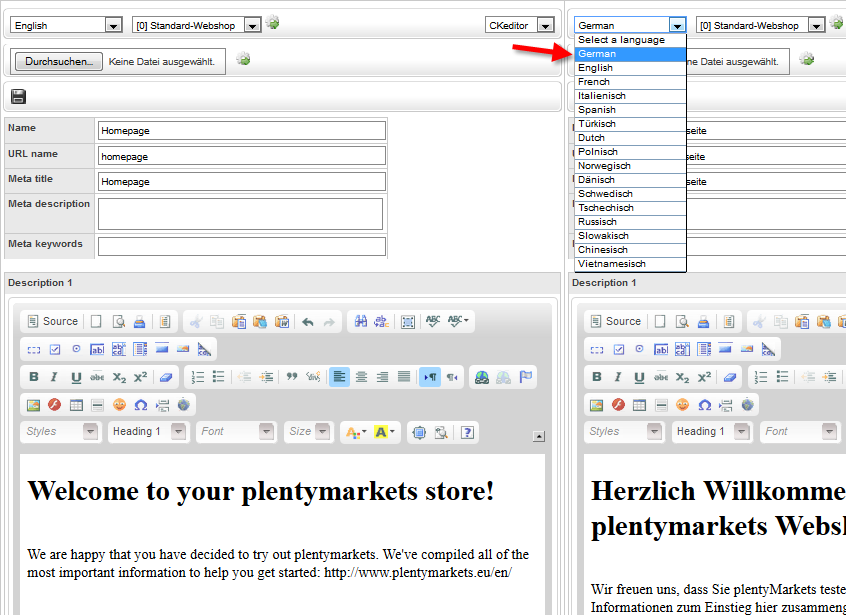 English
[0] Standard-Webshop
CKeditor
German
[0] Standard-Webshop
Durchsuchen...
Keine Datei ausgewählt.
ne Datei ausgewählt.
Select a language
German
English
French
Italienisch
Spanish
Türkisch
Dutch
Polnisch
Norwegisch
Dänisch
Schwedisch
Tschechisch
Russisch
Slowakisch
Chinesisch
Vietnamesisch
Name
Homepage
URL name
homepage
Meta title
Homepage
Meta description
Meta keywords
seite
seite
seite
Description 1
Description 1
Source
Source
Styles
Heading 1
Font
Size
Styles
Heading 1
Font
Welcome to your plentymarkets store!
We are happy that you have decided to try out plentymarkets. We've compiled all of the
most important information to help you get started: http://www.plentymarkets.eu/en/
Herzlich Willkomme
plentymarkets Websl
Wir freuen uns, dass Sie plentyMarkets teste
Informationen zum Einstieg hier zusammeng